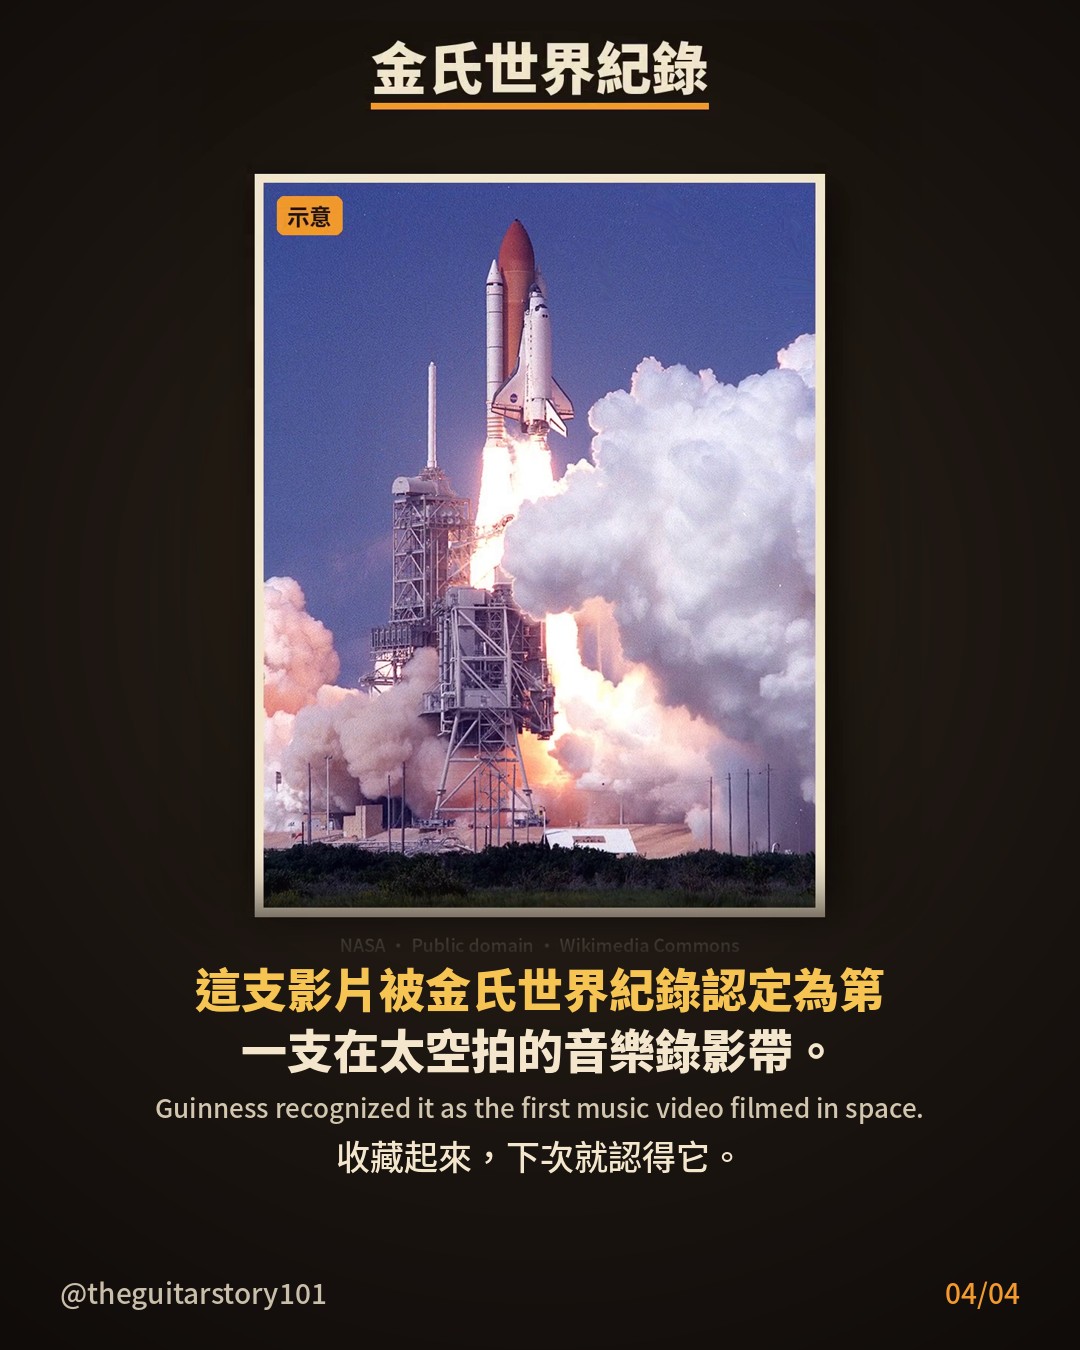 金氏世界紀錄
示意
NASA · Public domain · Wikimedia Commons
這支影片被金氏世界紀錄認定為第
一支在太空拍的音樂錄影帶。
Guinness recognized it as the first music video filmed in space.
收藏起來，下次就認得它。
@theguitarstory101
04/04